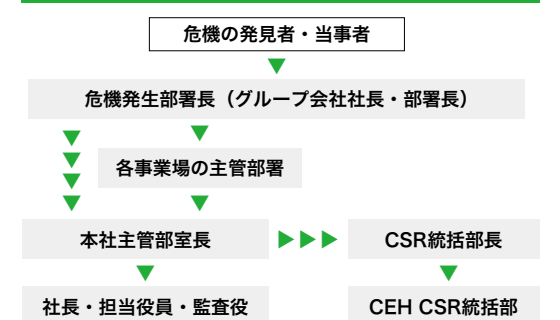 危機の発見者・当事者
危機発生部署長（グループ会社社長・部署長）
各事業場の主管部署
本社主管部室長
CSR統括部長
社長・担当役員・監査役
CEH CSR統括部